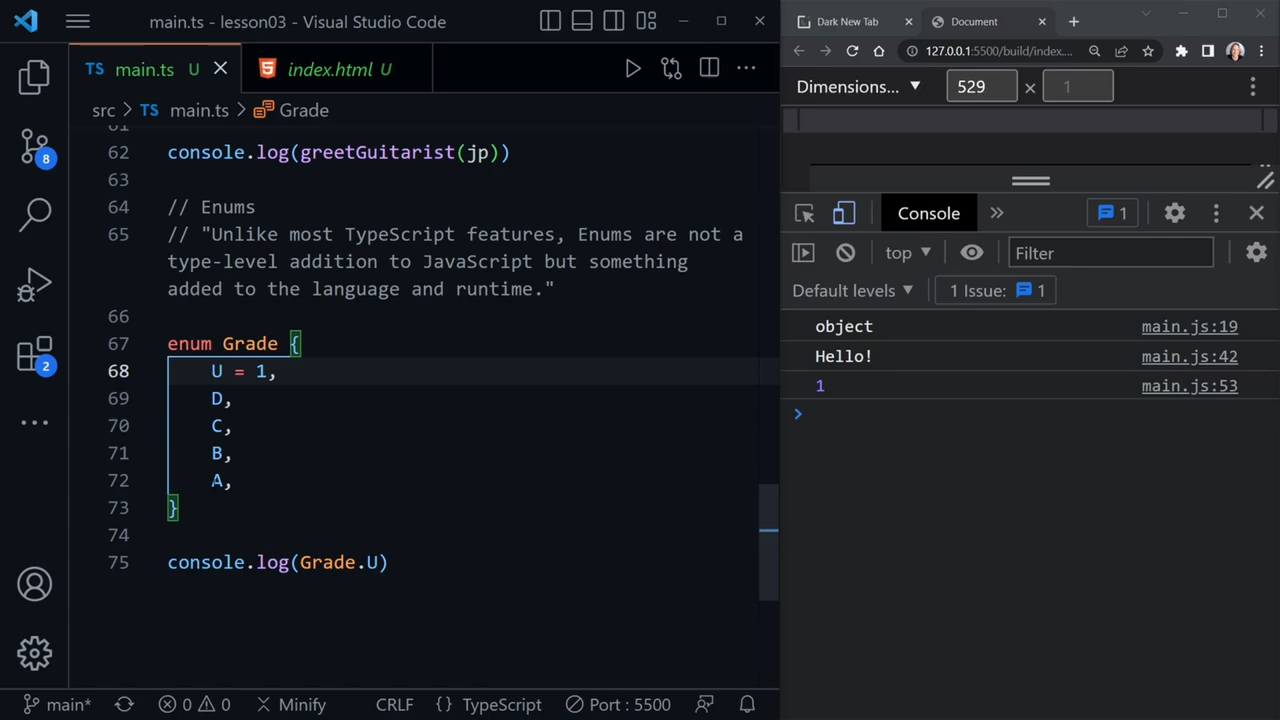 main.ts - lesson03 - Visual Studio Code
TS main.ts U
index.html U
src > TS main.ts > Grade
61
62 console.log(greetGuitarist(jp))
63
64 // Enums
65 // "Unlike most TypeScript features, Enums are not a
type-level addition to JavaScript but something
added to the language and runtime."
66
67 enum Grade {
68 U = 1,
69 D,
70 C,
71 B,
72 A,
73 }
74
75 console.log(Grade.U)
8
2
main* 0 0 Minify CRLF {} TypeScript Port : 5500
Dark New Tab
Document
127.0.0.1:5500/build/index....
Dimensions... 529 × 1
Console » 1
top Filter
Default levels 1 Issue: 1
object main.js:19
Hello! main.js:42
1 main.js:53
>